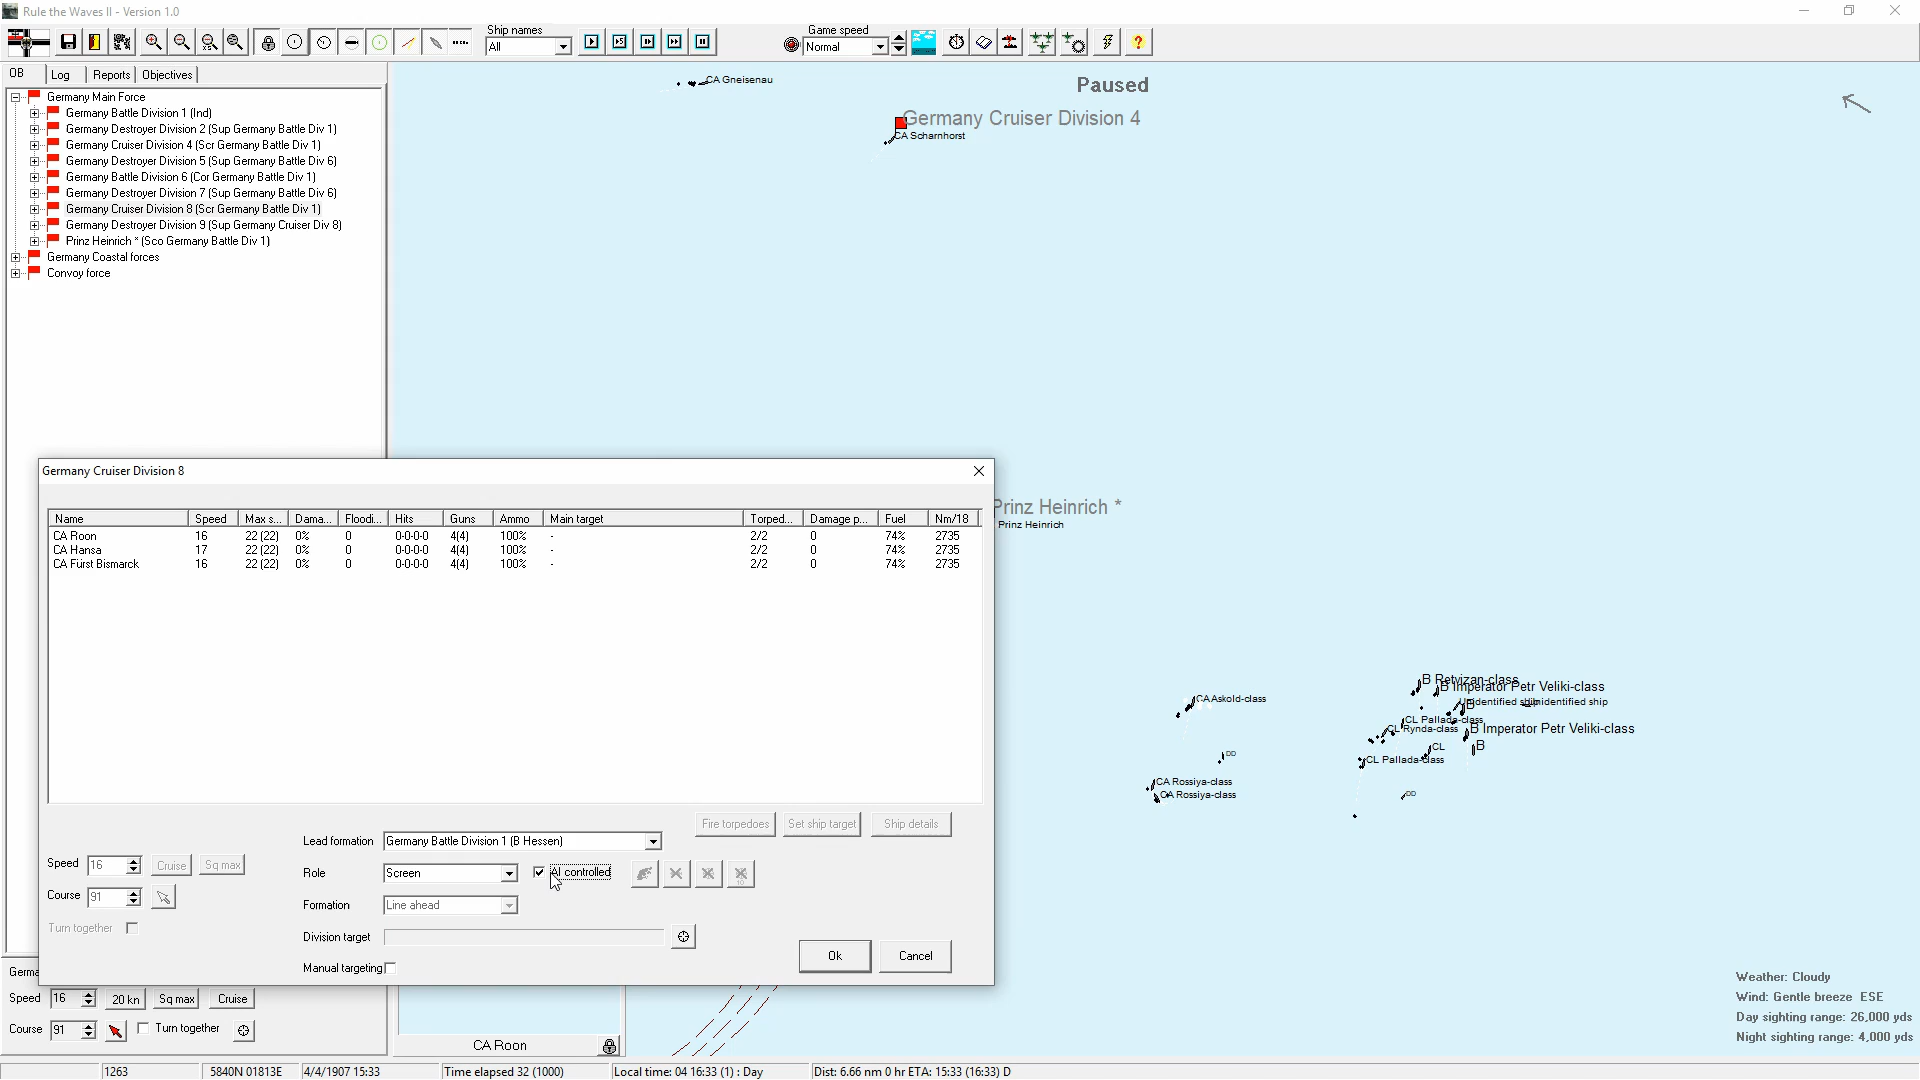 Rule the Waves II - Version 1.0
Ship names
All
Game speed
Normal
OB Log Reports Objectives
Germany Main Force
Germany Battle Division 1 (Ind)
Germany Destroyer Division 2 (Sup Germany Battle Div 1)
Germany Cruiser Division 4 (Scr Germany Battle Div 1)
Germany Destroyer Division 5 (Sup Germany Battle Div 6)
Germany Battle Division 6 (Cor Germany Battle Div 1)
Germany Destroyer Division 7 (Sup Germany Battle Div 6)
Germany Cruiser Division 8 (Scr Germany Battle Div 1)
Germany Destroyer Division 9 (Sup Germany Cruiser Div 8)
Prinz Heinrich * (Sco Germany Battle Div 1)
Germany Coastal forces
Convoy force
CA Gneisenau
Paused
Germany Cruiser Division 4
CA Scharnhorst
Prinz Heinrich *
Prinz Heinrich
CA Askold-class
DD
CA Rossiya-class
CA Rossiya-class
B Retvizan-class
B Imperator Petr Veliki-class
Unidentified ship
Unidentified ship
B
CL Pallada-class
CL Rynda-class
B Imperator Petr Veliki-class
CL
B
CL Pallada-class
DD
Germany Cruiser Division 8
Name Speed Max s... Dama... Floodi... Hits Guns Ammo Main target Torped... Damage p... Fuel Nm/18
CA Roon 16 22 (22) 0% 0 0-0-0-0 4(4) 100% - 2/2 0 74% 2735
CA Hansa 17 22 (22) 0% 0 0-0-0-0 4(4) 100% - 2/2 0 74% 2735
CA Fürst Bismarck 16 22 (22) 0% 0 0-0-0-0 4(4) 100% - 2/2 0 74% 2735
Fire torpedoes Set ship target Ship details
Lead formation Germany Battle Division 1 (B Hessen)
Speed 16 Cruise Sq max
Role Screen AI controlled
Course 91
Formation Line ahead
Turn together
Division target
Manual targeting
Ok Cancel
Germa
Speed 16 20 kn Sq max Cruise
Course 91 Turn together
CA Roon
Weather: Cloudy
Wind: Gentle breeze ESE
Day sighting range: 26,000 yds
Night sighting range: 4,000 yds
1263 5840N 01813E 4/4/1907 15:33 Time elapsed 32 (1000) Local time: 04 16:33 (1) : Day Dist: 6.66 nm 0 hr ETA: 15:33 (16:33) D